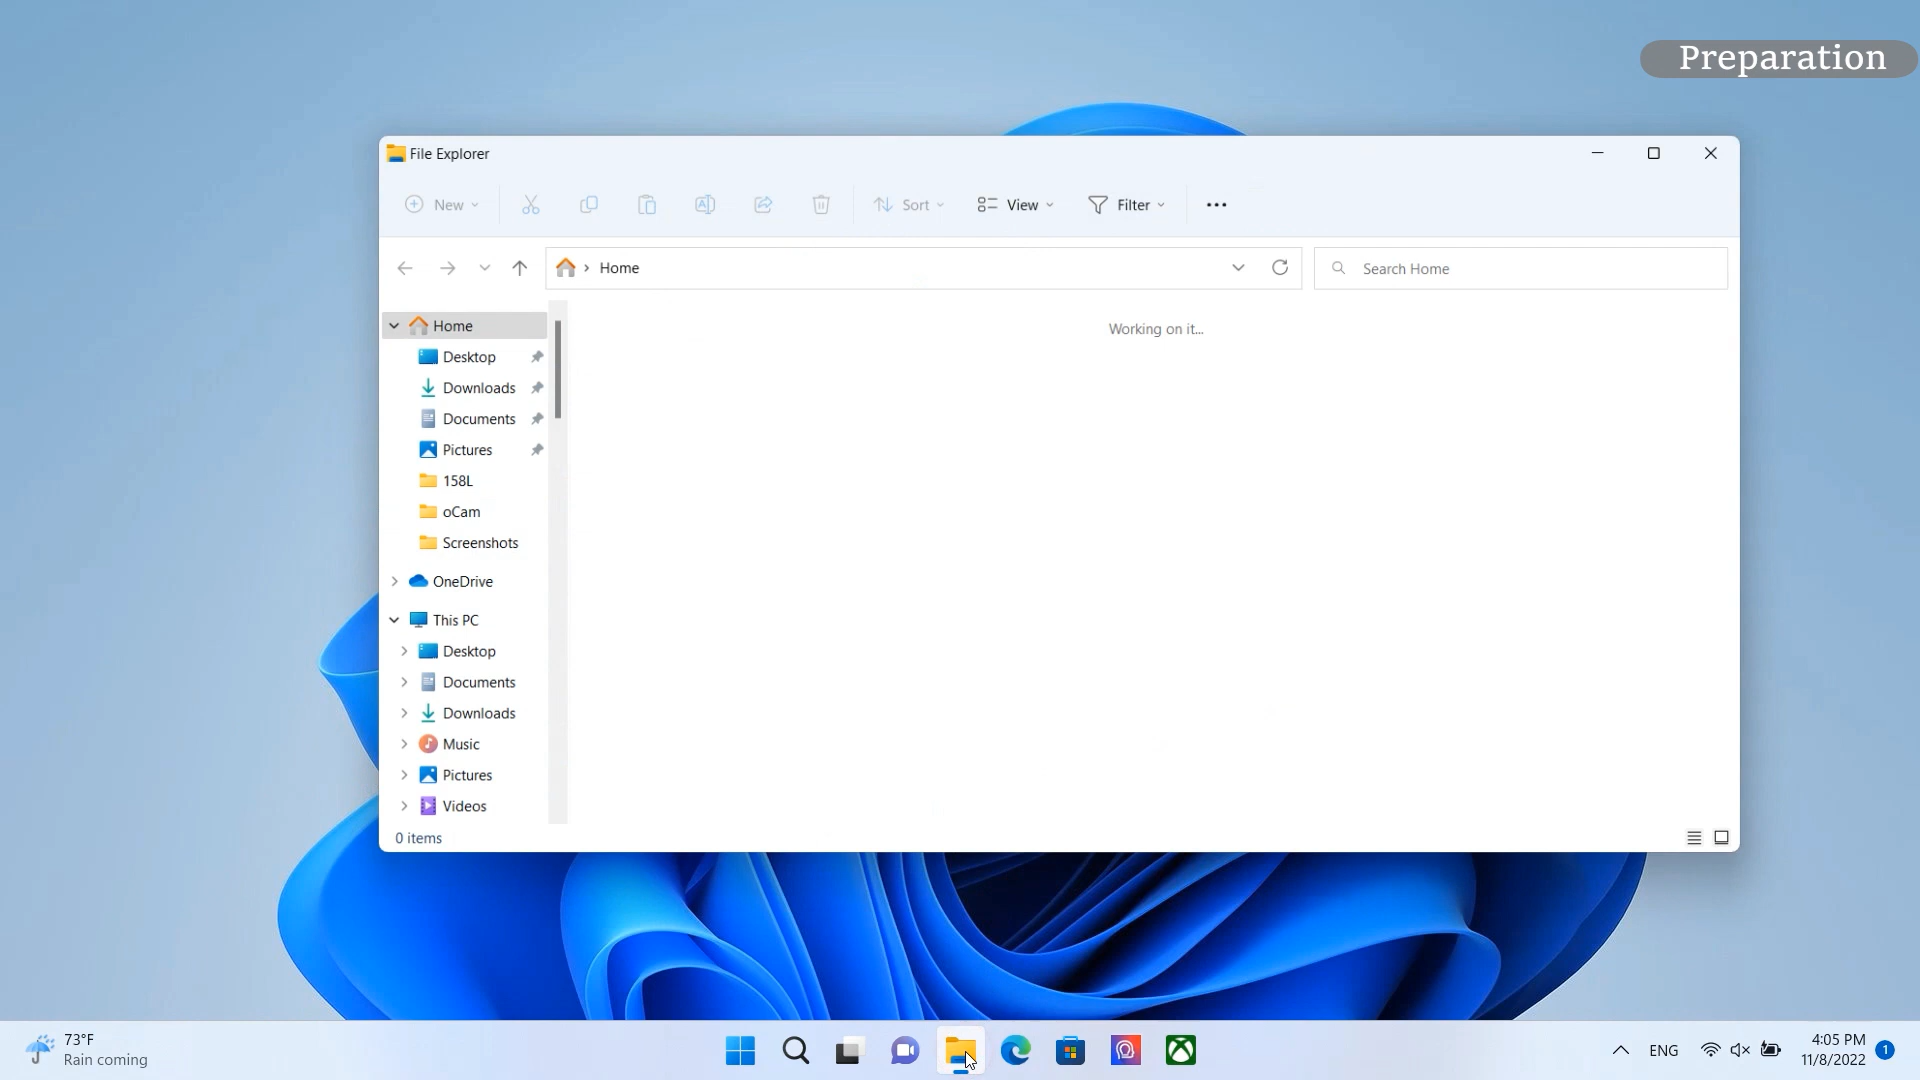 Preparation
File Explorer
New
Sort
View
Filter
Home
Search Home
Working on it...
Home
Desktop
Downloads
Documents
Pictures
158L
oCam
Screenshots
OneDrive
This PC
Desktop
Documents
Downloads
Music
Pictures
Videos
0 items
73°F
Rain coming
ENG
4:05 PM
11/8/2022
1